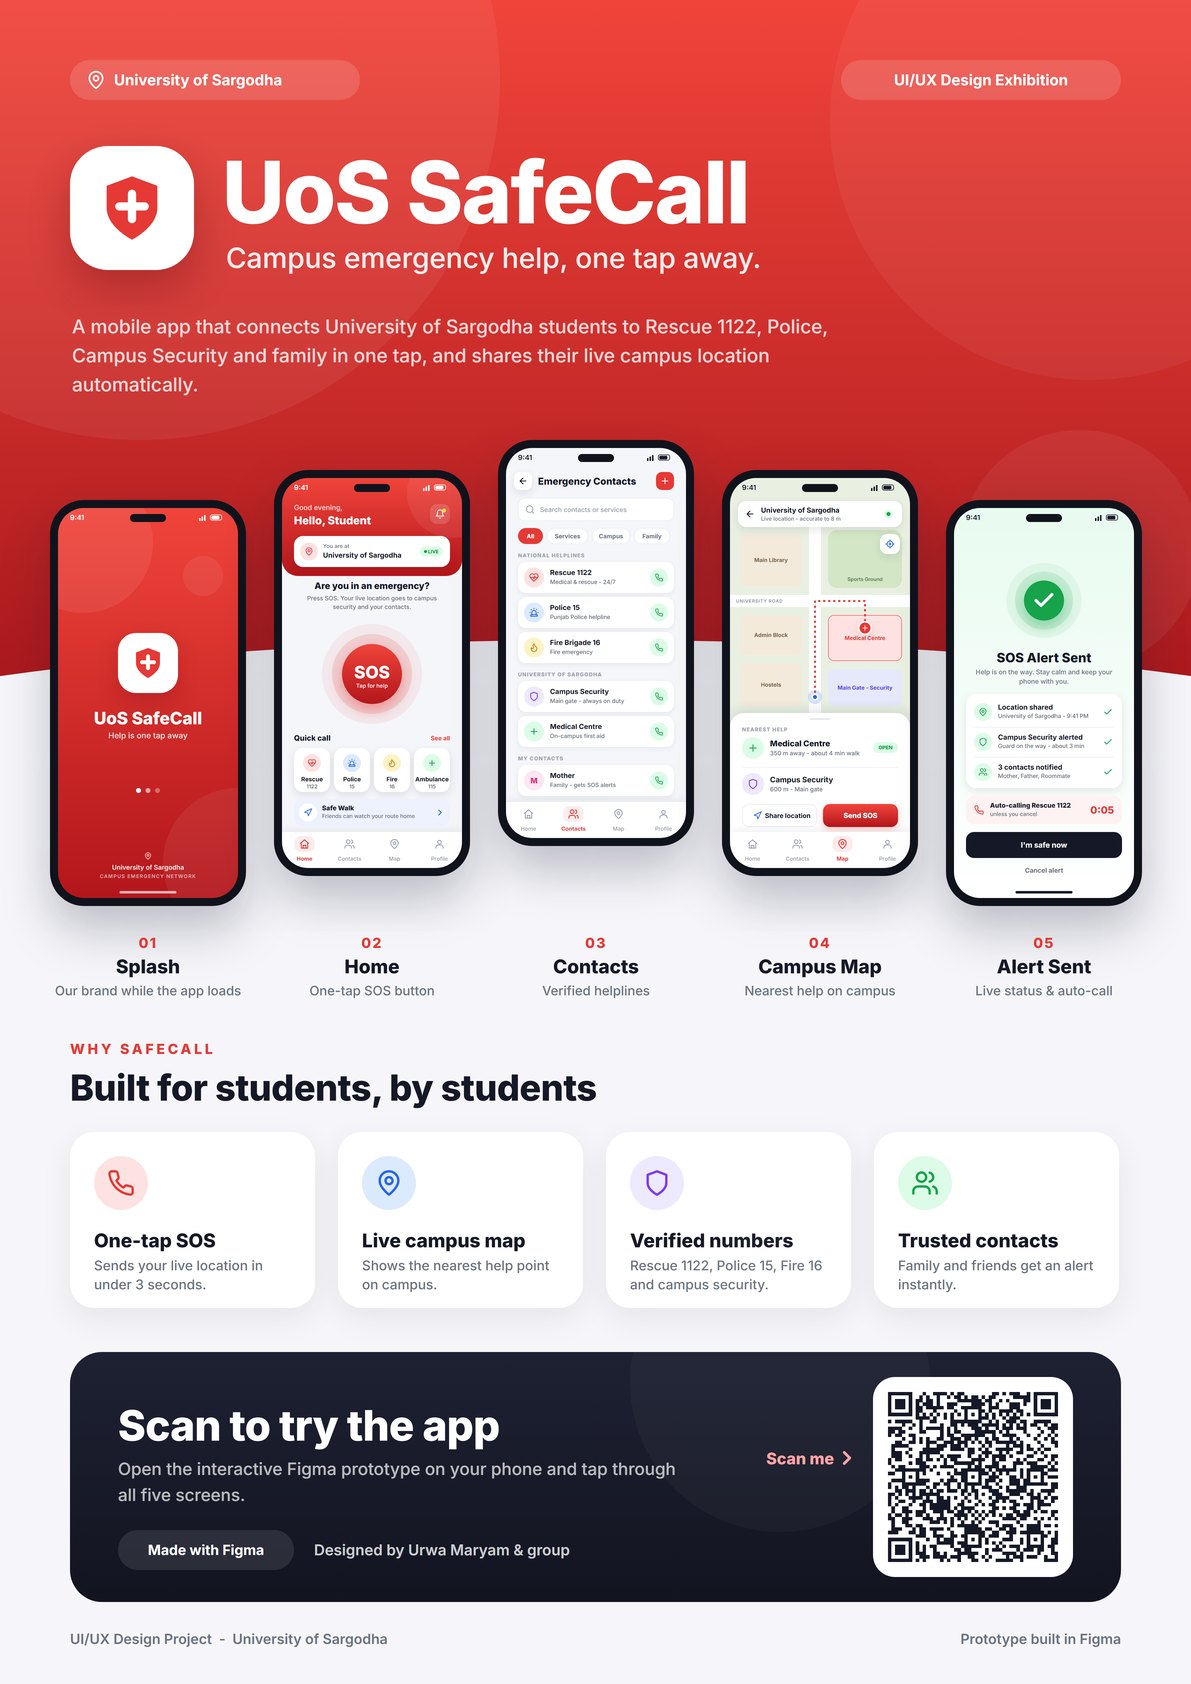 University of Sargodha
UI/UX Design Exhibition
UoS SafeCall
Campus emergency help, one tap away.
A mobile app that connects University of Sargodha students to Rescue 1122, Police,
Campus Security and family in one tap, and shares their live campus location
automatically.
9:41
UoS SafeCall
Help is one tap away
University of Sargodha
CAMPUS EMERGENCY NETWORK
9:41
Good evening,
Hello, Student
You are at
University of Sargodha
LIVE
Are you in an emergency?
Press SOS. Your live location goes to campus
security and your contacts.
SOS
Tap for help
Quick call
See all
Rescue
1122
Police
15
Fire
16
Ambulance
115
Safe Walk
Friends can watch your route home
Home
Contacts
Map
Profile
9:41
Emergency Contacts
Search contacts or services
All
Services
Campus
Family
NATIONAL HELPLINES
Rescue 1122
Medical & rescue - 24/7
Police 15
Punjab Police helpline
Fire Brigade 16
Fire emergency
UNIVERSITY OF SARGODHA
Campus Security
Main gate - always on duty
Medical Centre
On-campus first aid
MY CONTACTS
M
Mother
Family - gets SOS alerts
Home
Contacts
Map
Profile
9:41
University of Sargodha
Live location - accurate to 8 m
Main Library
Sports Ground
UNIVERSITY ROAD
Admin Block
Medical Centre
Hostels
Main Gate - Security
NEAREST HELP
Medical Centre
350 m away - about 4 min walk
OPEN
Campus Security
600 m - Main gate
Share location
Send SOS
Home
Contacts
Map
Profile
9:41
SOS Alert Sent
Help is on the way. Stay calm and keep your
phone with you.
Location shared
University of Sargodha - 9:41 PM
Campus Security alerted
Guard on the way - about 3 min
3 contacts notified
Mother, Father, Roommate
Auto-calling Rescue 1122
unless you cancel
0:05
I'm safe now
Cancel alert
01
Splash
Our brand while the app loads
02
Home
One-tap SOS button
03
Contacts
Verified helplines
04
Campus Map
Nearest help on campus
05
Alert Sent
Live status & auto-call
WHY SAFECALL
Built for students, by students
One-tap SOS
Sends your live location in
under 3 seconds.
Live campus map
Shows the nearest help point
on campus.
Verified numbers
Rescue 1122, Police 15, Fire 16
and campus security.
Trusted contacts
Family and friends get an alert
instantly.
Scan to try the app
Open the interactive Figma prototype on your phone and tap through
all five screens.
Scan me
Made with Figma
Designed by Urwa Maryam & group
UI/UX Design Project - University of Sargodha
Prototype built in Figma